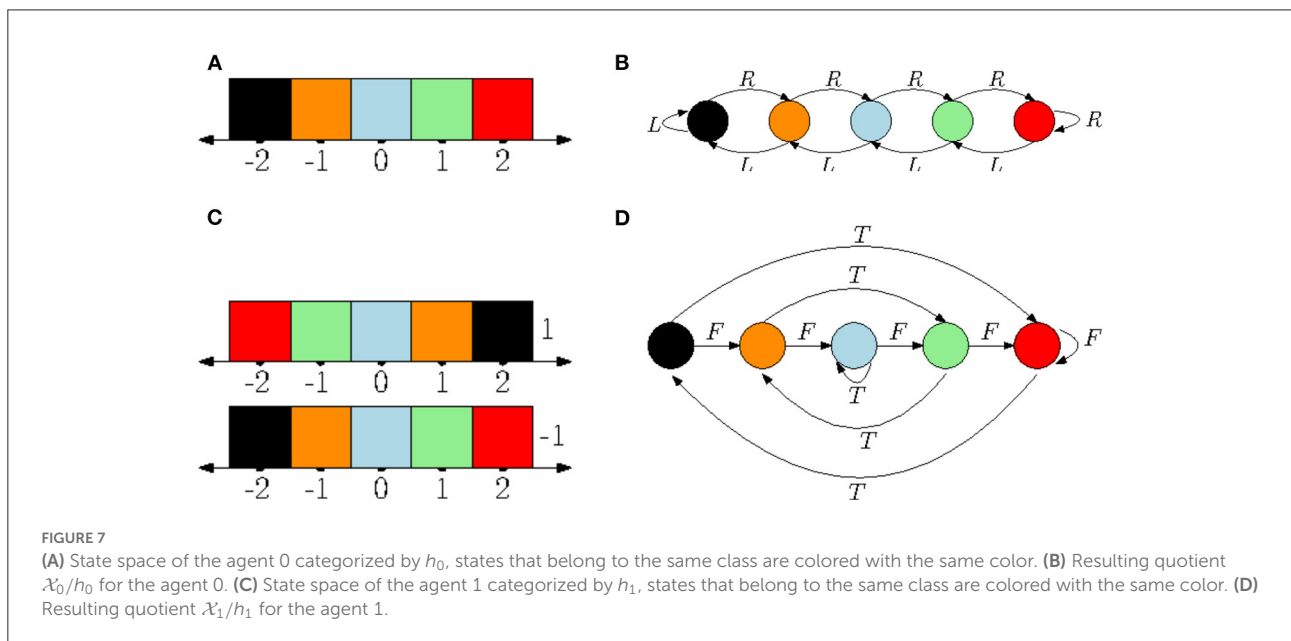 A
-2 -1 0 1 2
B
R R R R
L R
L L L L
C
1
-2 -1 0 1 2
-1
-2 -1 0 1 2
D
T
T
F F F F F
T
T
T
FIGURE 7
(A) State space of the agent 0 categorized by h₀, states that belong to the same class are colored with the same color. (B) Resulting quotient
𝒳₀/h₀ for the agent 0. (C) State space of the agent 1 categorized by h₁, states that belong to the same class are colored with the same color. (D)
Resulting quotient 𝒳₁/h₁ for the agent 1.